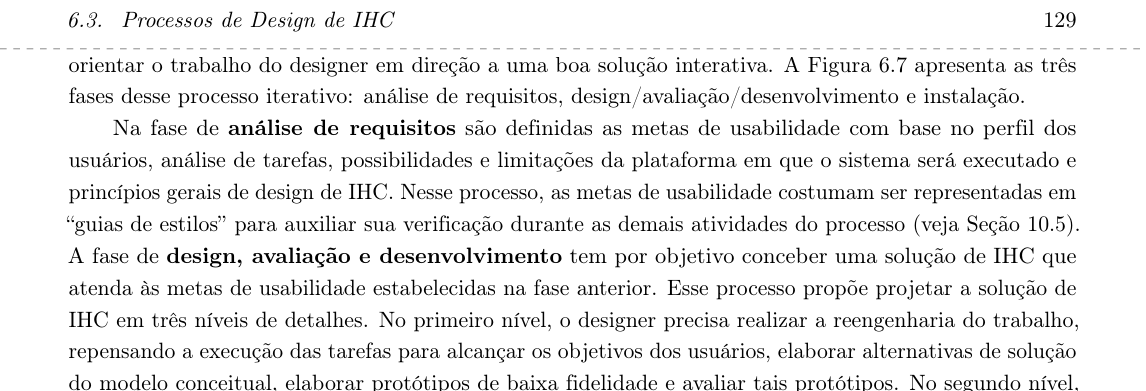 6.3. Processos de Design de IHC 129
orientar o trabalho do designer em direção a uma boa solução interativa. A Figura 6.7 apresenta as três
fases desse processo iterativo: análise de requisitos, design/avaliação/desenvolvimento e instalação.
Na fase de análise de requisitos são definidas as metas de usabilidade com base no perfil dos
usuários, análise de tarefas, possibilidades e limitações da plataforma em que o sistema será executado e
princípios gerais de design de IHC. Nesse processo, as metas de usabilidade costumam ser representadas em
“guias de estilos” para auxiliar sua verificação durante as demais atividades do processo (veja Seção 10.5).
A fase de design, avaliação e desenvolvimento tem por objetivo conceber uma solução de IHC que
atenda às metas de usabilidade estabelecidas na fase anterior. Esse processo propõe projetar a solução de
IHC em três níveis de detalhes. No primeiro nível, o designer precisa realizar a reengenharia do trabalho,
repensando a execução das tarefas para alcançar os objetivos dos usuários, elaborar alternativas de solução
do modelo conceitual, elaborar protótipos de baixa fidelidade e avaliar tais protótipos. No segundo nível,